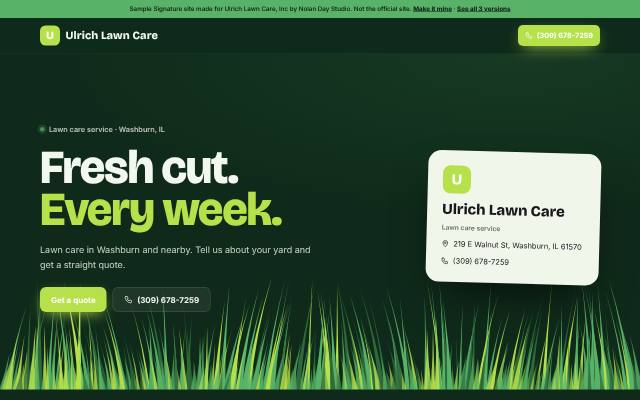 Sample Signature site made for Ulrich Lawn Care, Inc by Nolan Day Studio. Not the official site. Make it mine · See all 3 versions
U Ulrich Lawn Care
(309) 678-7259
Lawn care service · Washburn, IL
Fresh cut.
Every week.
Lawn care in Washburn and nearby. Tell us about your yard and
get a straight quote.
Get a quote
(309) 678-7259
U
Ulrich Lawn Care
Lawn care service
219 E Walnut St, Washburn, IL 61570
(309) 678-7259